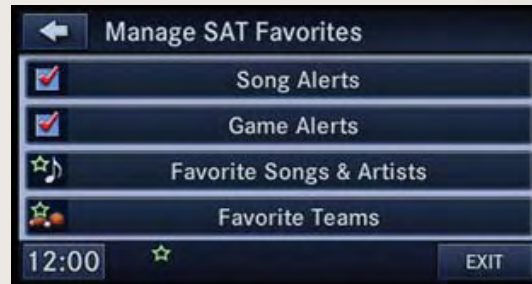 Manage SAT Favorites
Song Alerts
Game Alerts
Favorite Songs & Artists
Favorite Teams
12:00 EXIT